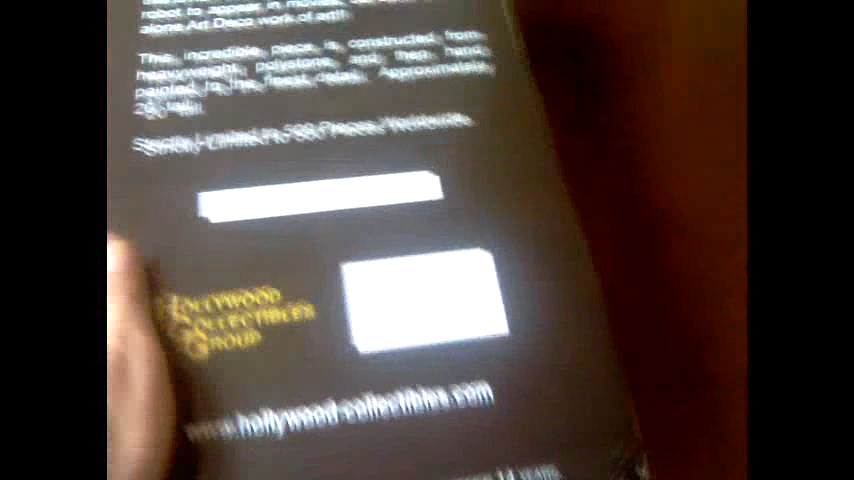 robot to appear in movies,
alone Art Deco work of art!!
This incredible piece is constructed from
heavyweight polystone and then hand
painted to the finest detail. Approximately
Strictly Limited to Pieces Worldwide.
HOLLYWOOD
COLLECTIBLES
GROUP
www.hollywood-collectibles.com
14 years